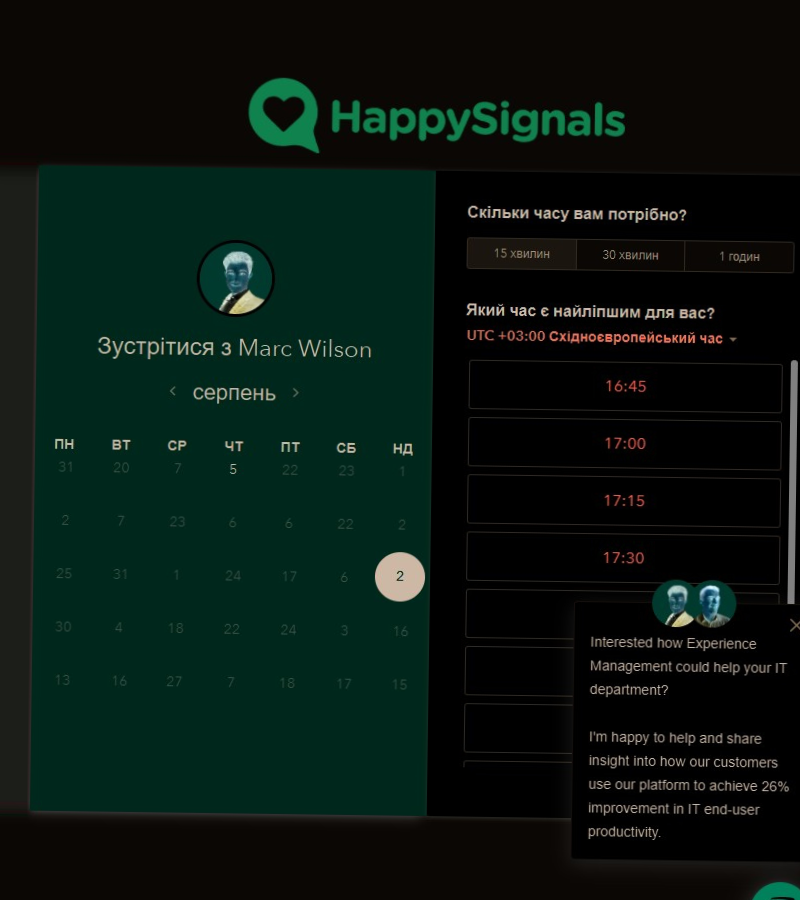 HappySignals
Зустрітися з Marc Wilson
серпень
ПН ВТ СР ЧТ ПТ СБ НД
31 20 7 5 22 23 1
2 7 23 6 6 22 2
25 31 1 24 17 6 2
30 4 18 22 24 3 16
13 16 27 7 18 17 15
Скільки часу вам потрібно?
15 хвилин 30 хвилин 1 годин
Який час є найліпшим для вас?
UTC +03:00 Східноєвропейський час
16:45
17:00
17:15
17:30
Interested how Experience
Management could help your IT
department?
I'm happy to help and share
insight into how our customers
use our platform to achieve 26%
improvement in IT end-user
productivity.